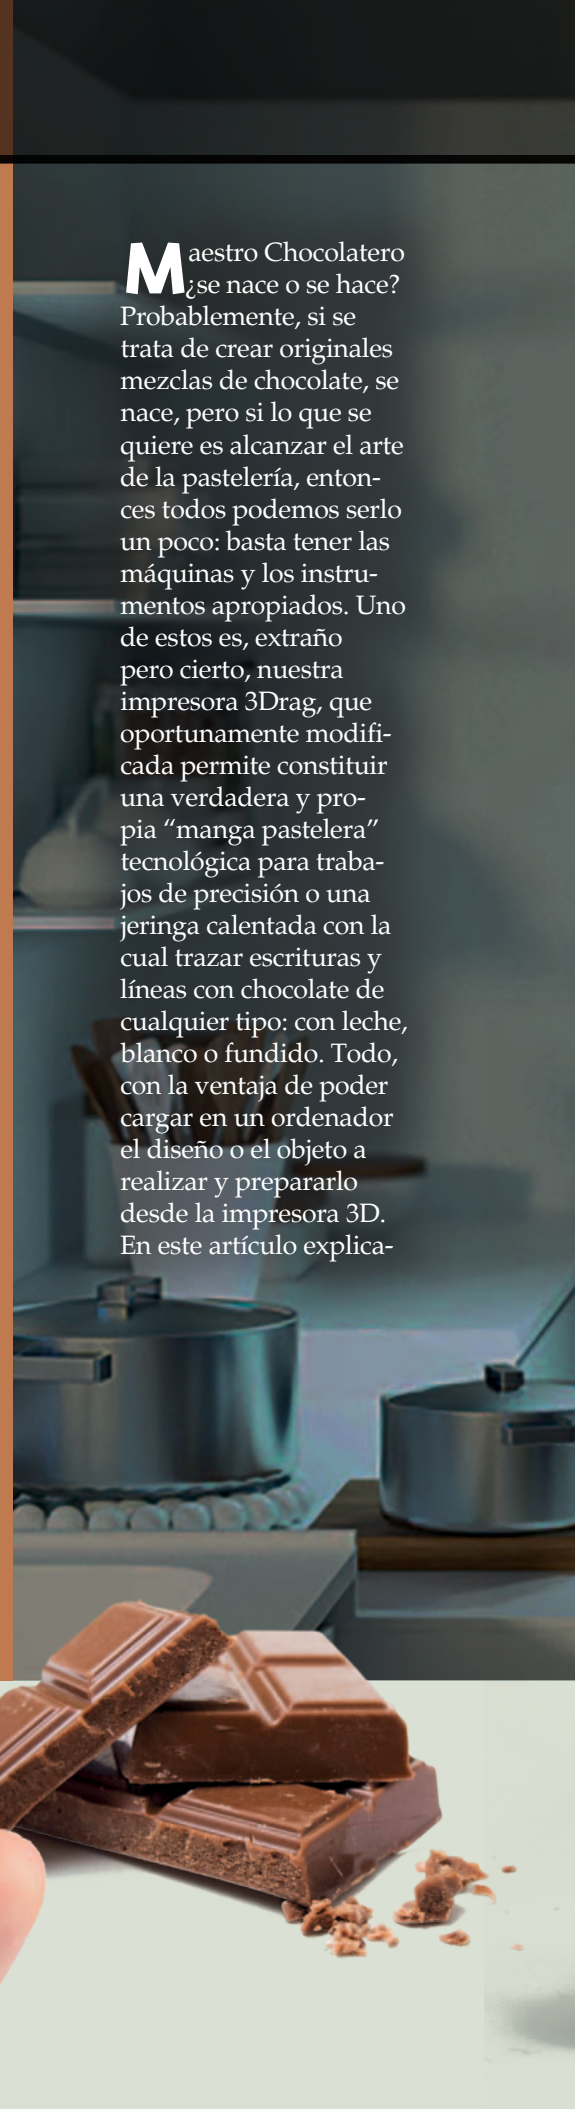 Maestro Chocolatero
¿se nace o se hace?
Probablemente, si se
trata de crear originales
mezclas de chocolate, se
nace, pero si lo que se
quiere es alcanzar el arte
de la pastelería, enton-
ces todos podemos serlo
un poco: basta tener las
máquinas y los instru-
mentos apropiados. Uno
de estos es, extraño
pero cierto, nuestra
impresora 3Drag, que
oportunamente modifi-
cada permite constituir
una verdadera y pro-
pia “manga pastelera”
tecnológica para traba-
jos de precisión o una
jeringa calentada con la
cual trazar escrituras y
líneas con chocolate de
cualquier tipo: con leche,
blanco o fundido. Todo,
con la ventaja de poder
cargar en un ordenador
el diseño o el objeto a
realizar y prepararlo
desde la impresora 3D.
En este artículo explica-